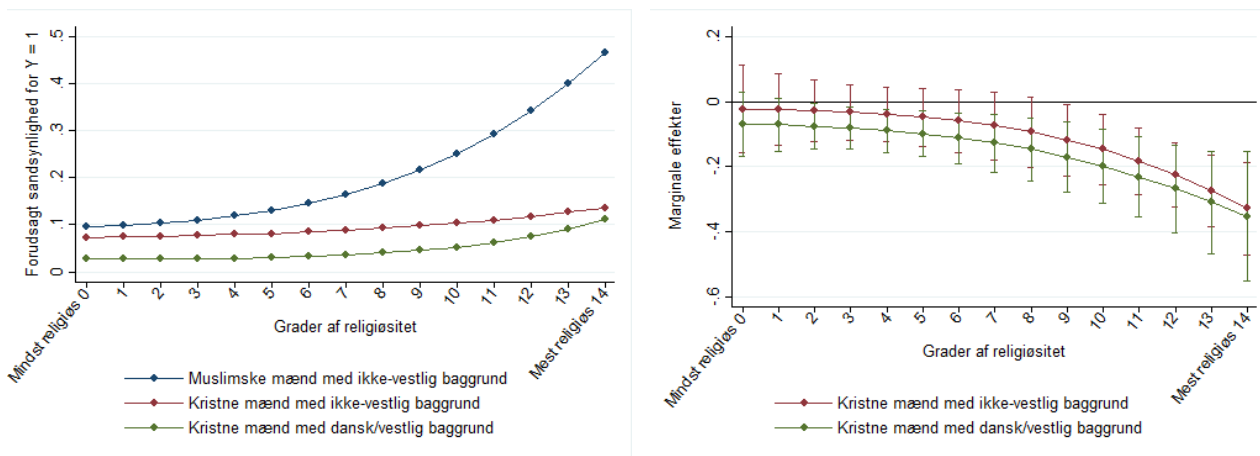 Forudsagt sandsynlighed for Y = 1
.5
.4
.3
.2
.1
0
Mindst religiøs 0
1
2
3
4
5
6
7
8
9
10
11
12
13
Mest religiøs 14
Grader af religiøsitet
Muslimske mænd med ikke-vestlig baggrund
Kristne mænd med ikke-vestlig baggrund
Kristne mænd med dansk/vestlig baggrund
Marginale effekter
.2
0
-.2
-.4
-.6
Mindst religiøs 0
1
2
3
4
5
6
7
8
9
10
11
12
13
Mest religiøs 14
Grader af religiøsitet
Kristne mænd med ikke-vestlig baggrund
Kristne mænd med dansk/vestlig baggrund